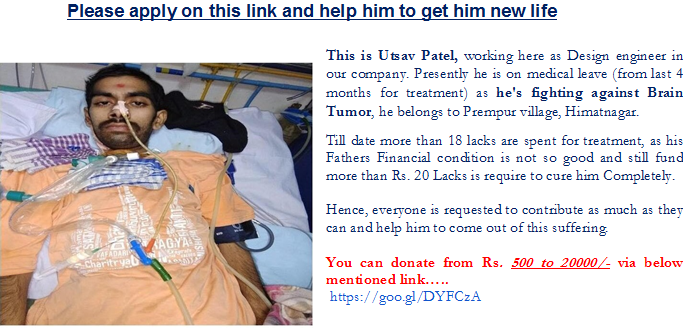 Please apply on this link and help him to get him new life
This is Utsav Patel, working here as Design engineer in
our company. Presently he is on medical leave (from last 4
months for treatment) as he's fighting against Brain
Tumor, he belongs to Prempur village, Himatnagar.
Till date more than 18 lacks are spent for treatment, as his
Fathers Financial condition is not so good and still fund
more than Rs. 20 Lacks is require to cure him Completely.
Hence, everyone is requested to contribute as much as they
can and help him to come out of this suffering.
You can donate from Rs. 500 to 20000/- via below
mentioned link.....
https://goo.gl/DYFCzA